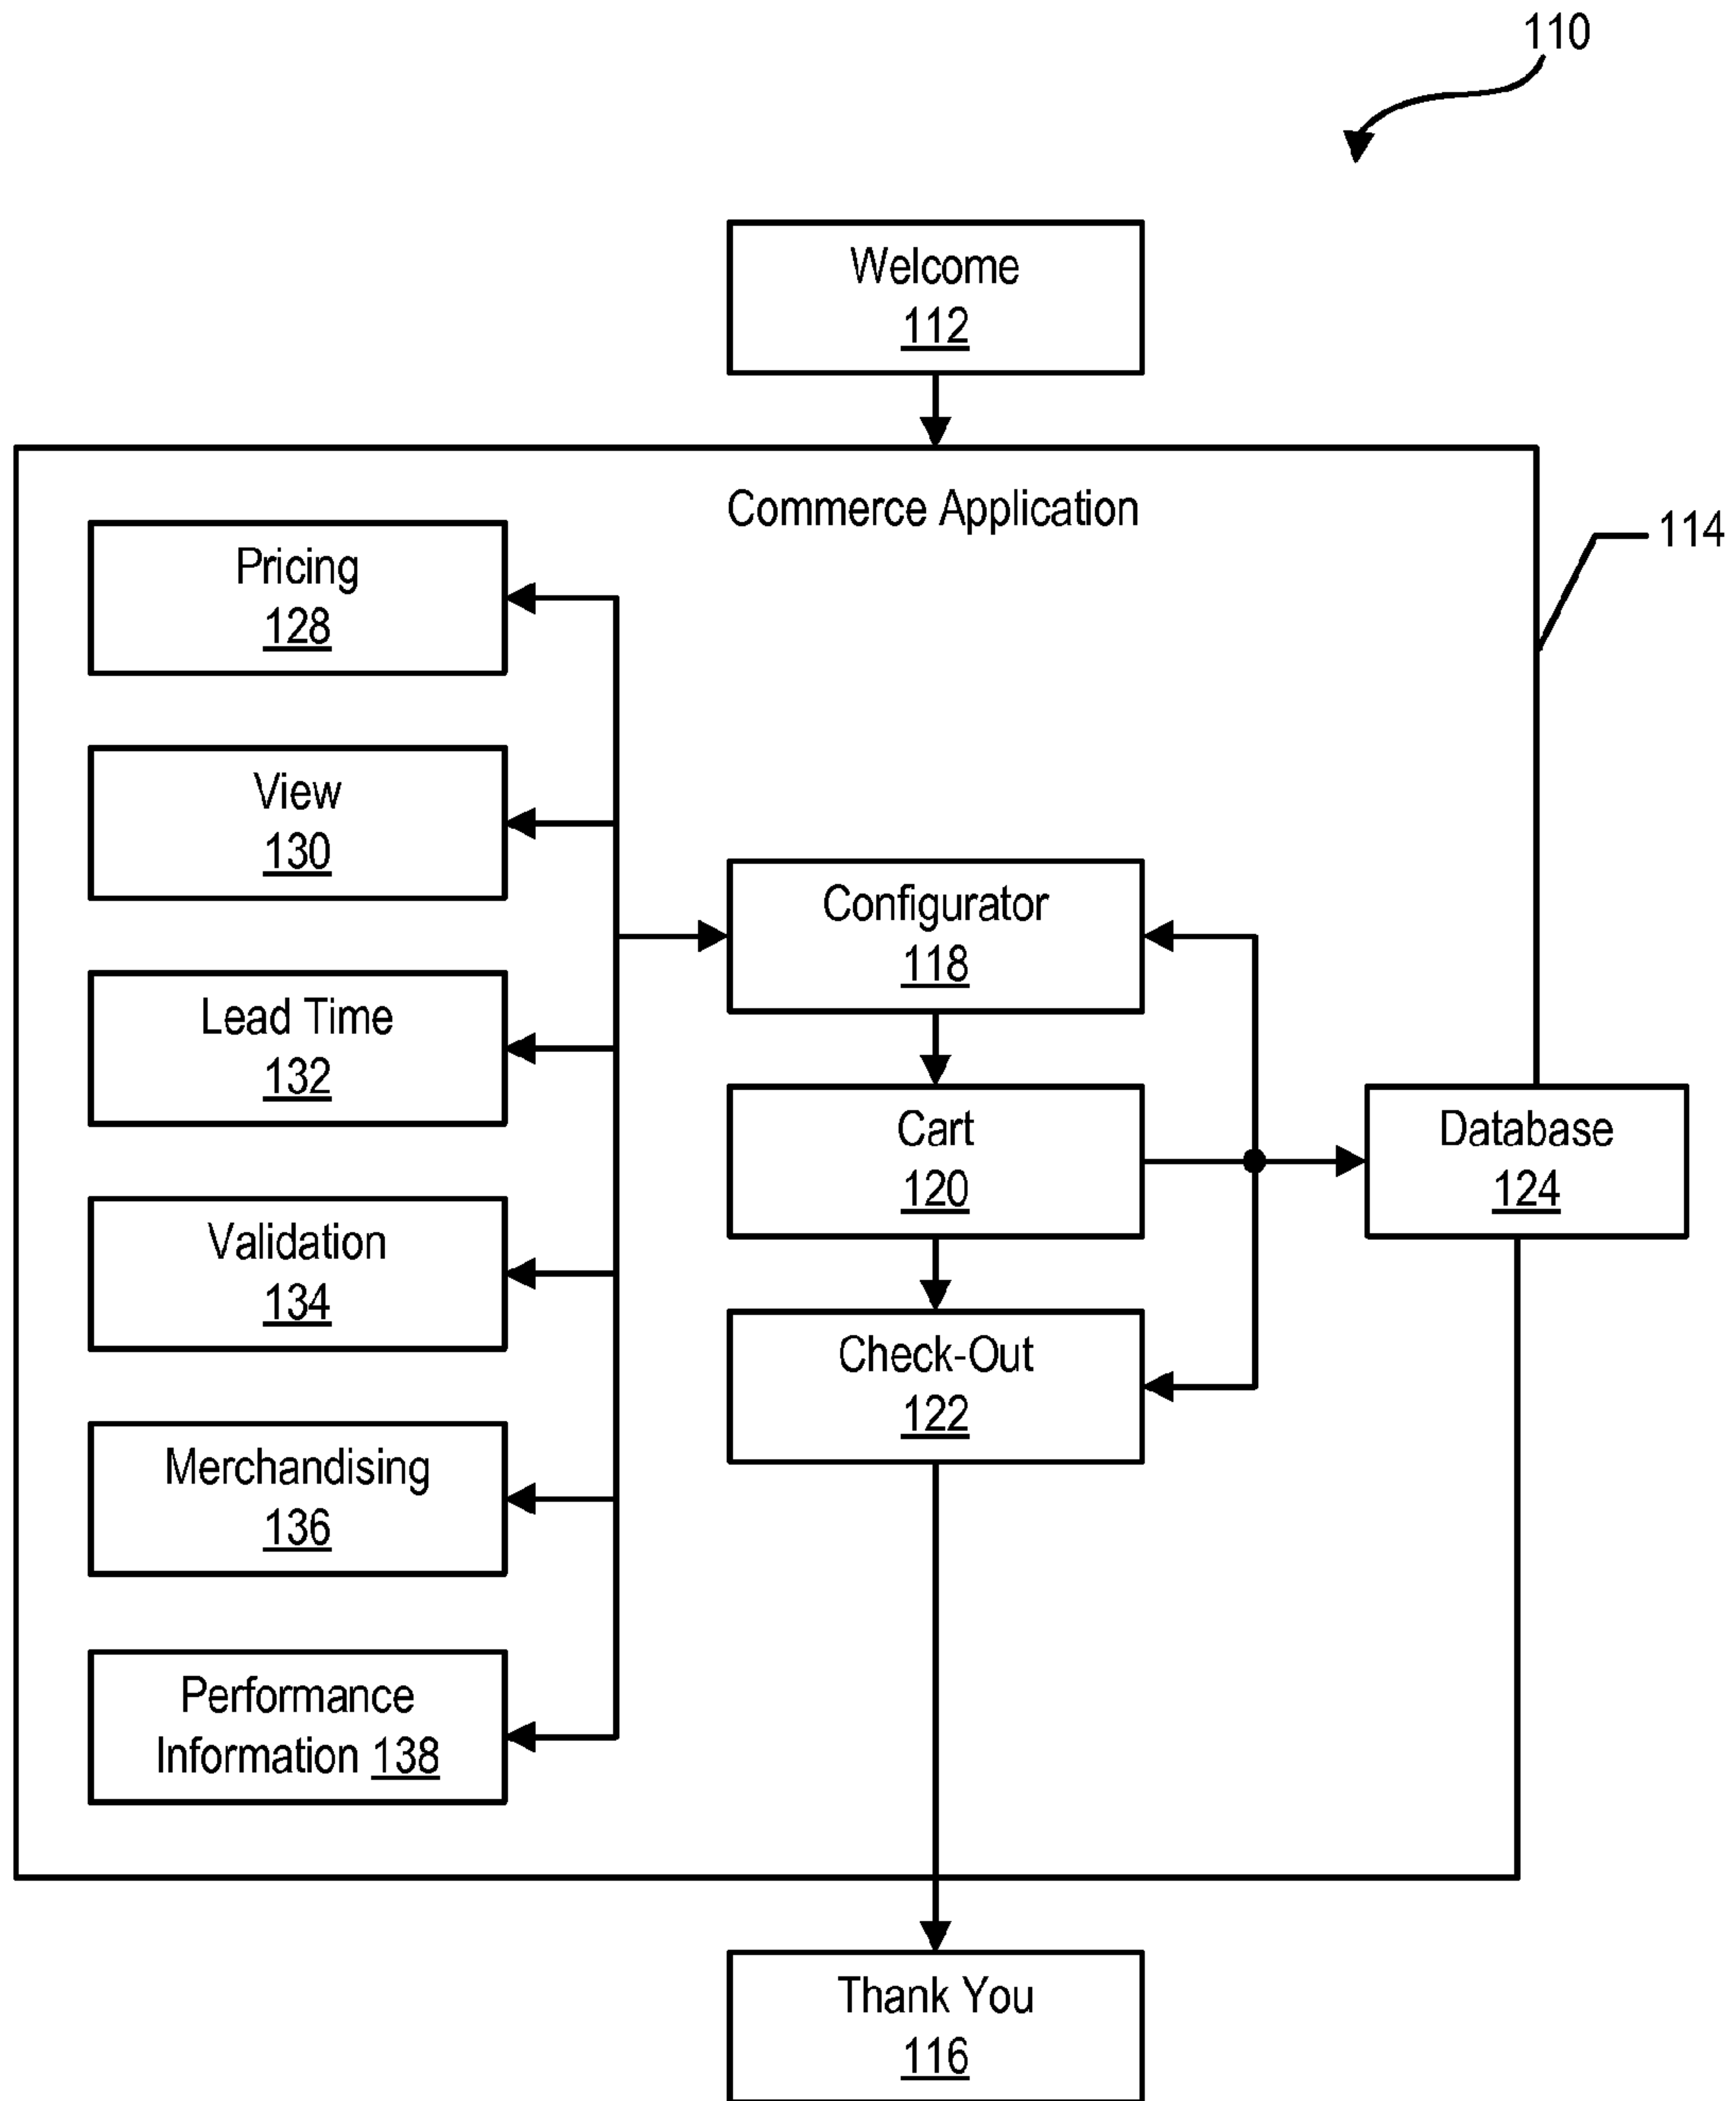 110
Welcome
112
Commerce Application
114
Pricing
128
View
130
Configurator
118
Lead Time
132
Cart
120
Database
124
Validation
134
Check-Out
122
Merchandising
136
Performance
Information 138
Thank You
116